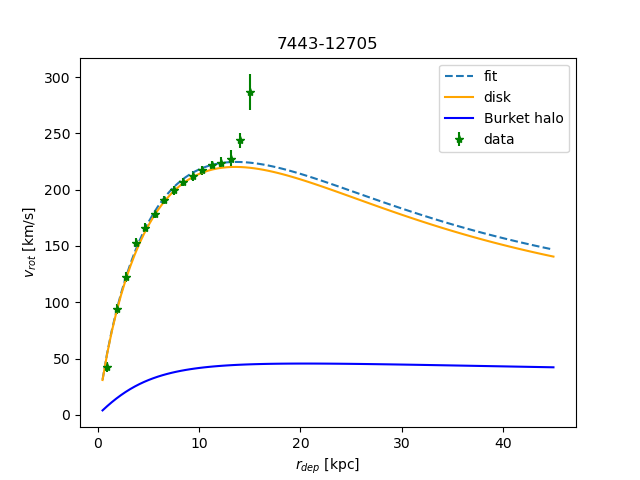 7443-12705
300
250
200
150
100
50
0
v_rot [km/s]
fit
disk
Burket halo
data
0 10 20 30 40
r_dep [kpc]